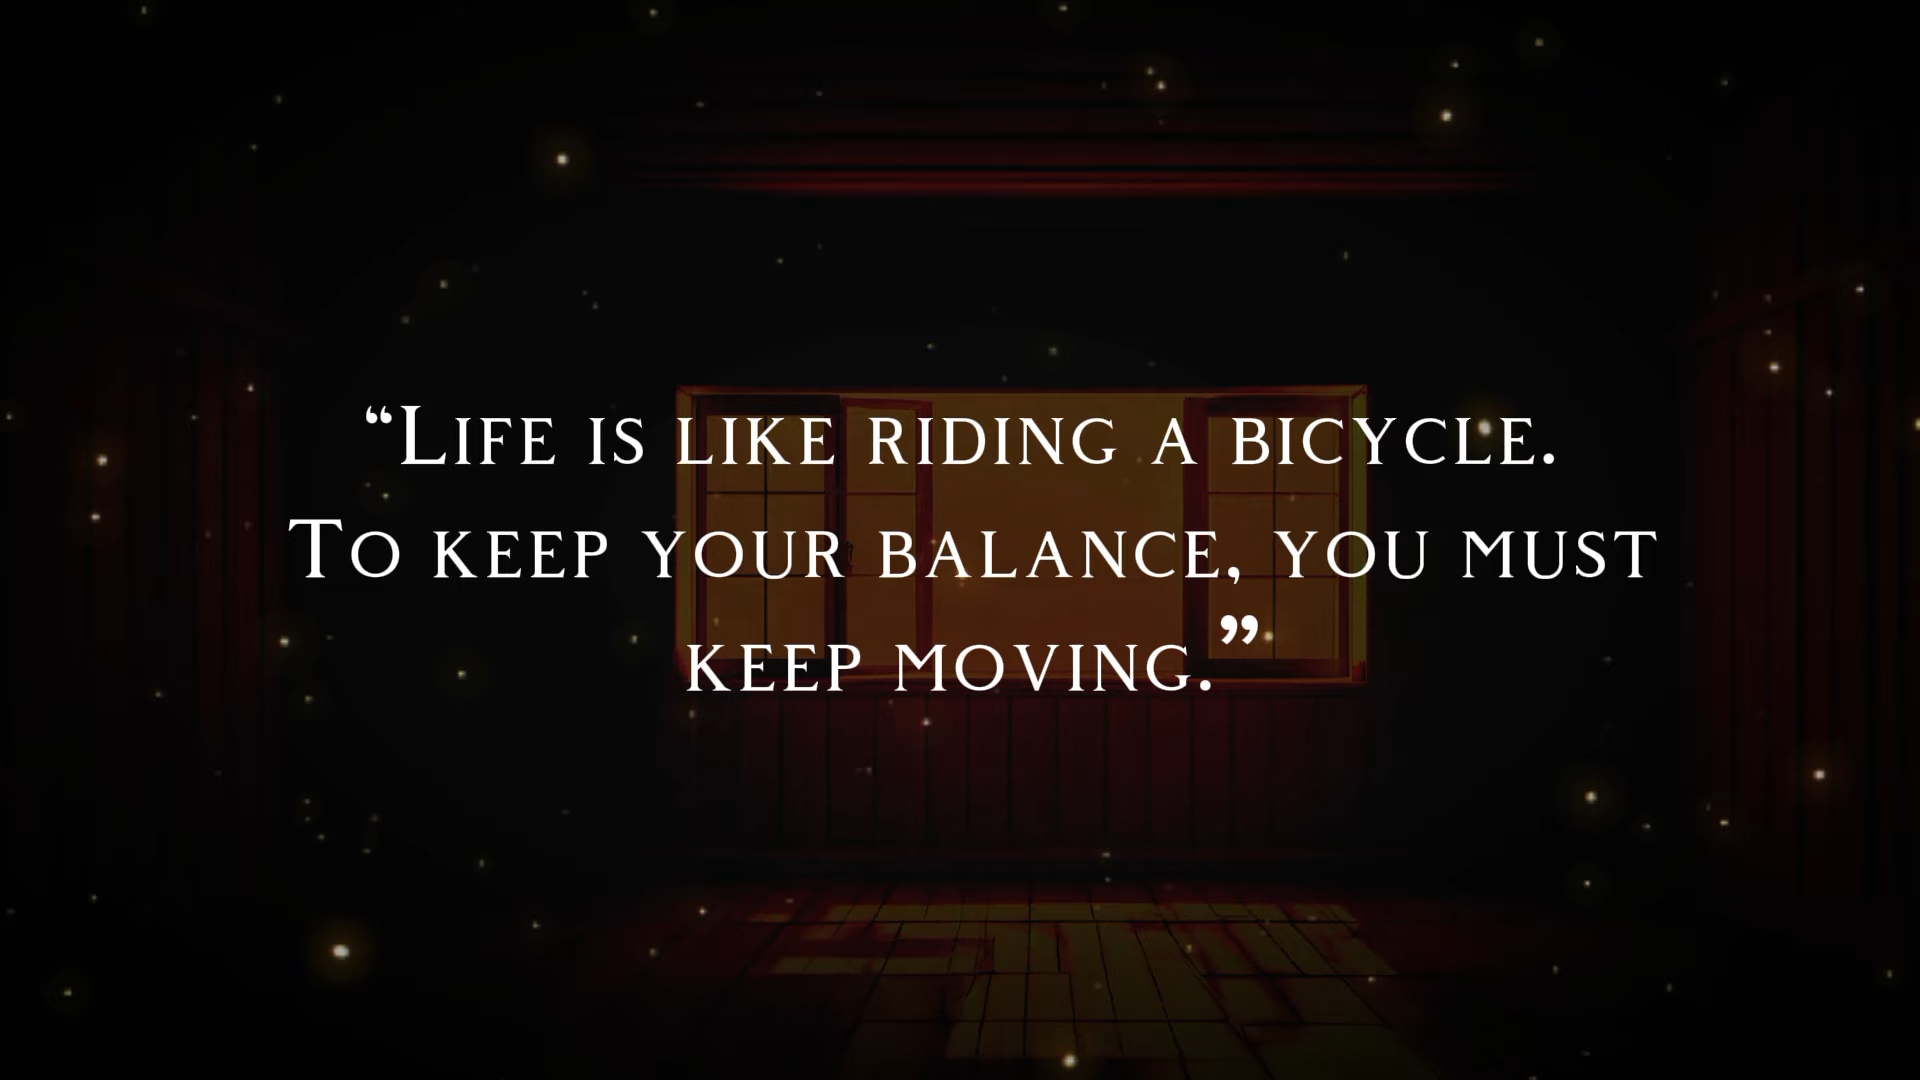 “Life is like riding a bicycle.
To keep your balance, you must
keep moving.”